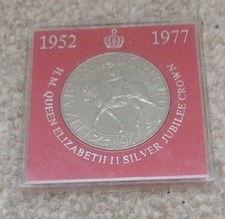 1952 1977
H.M. QUEEN ELIZABETH II SILVER JUBILEE CROWN